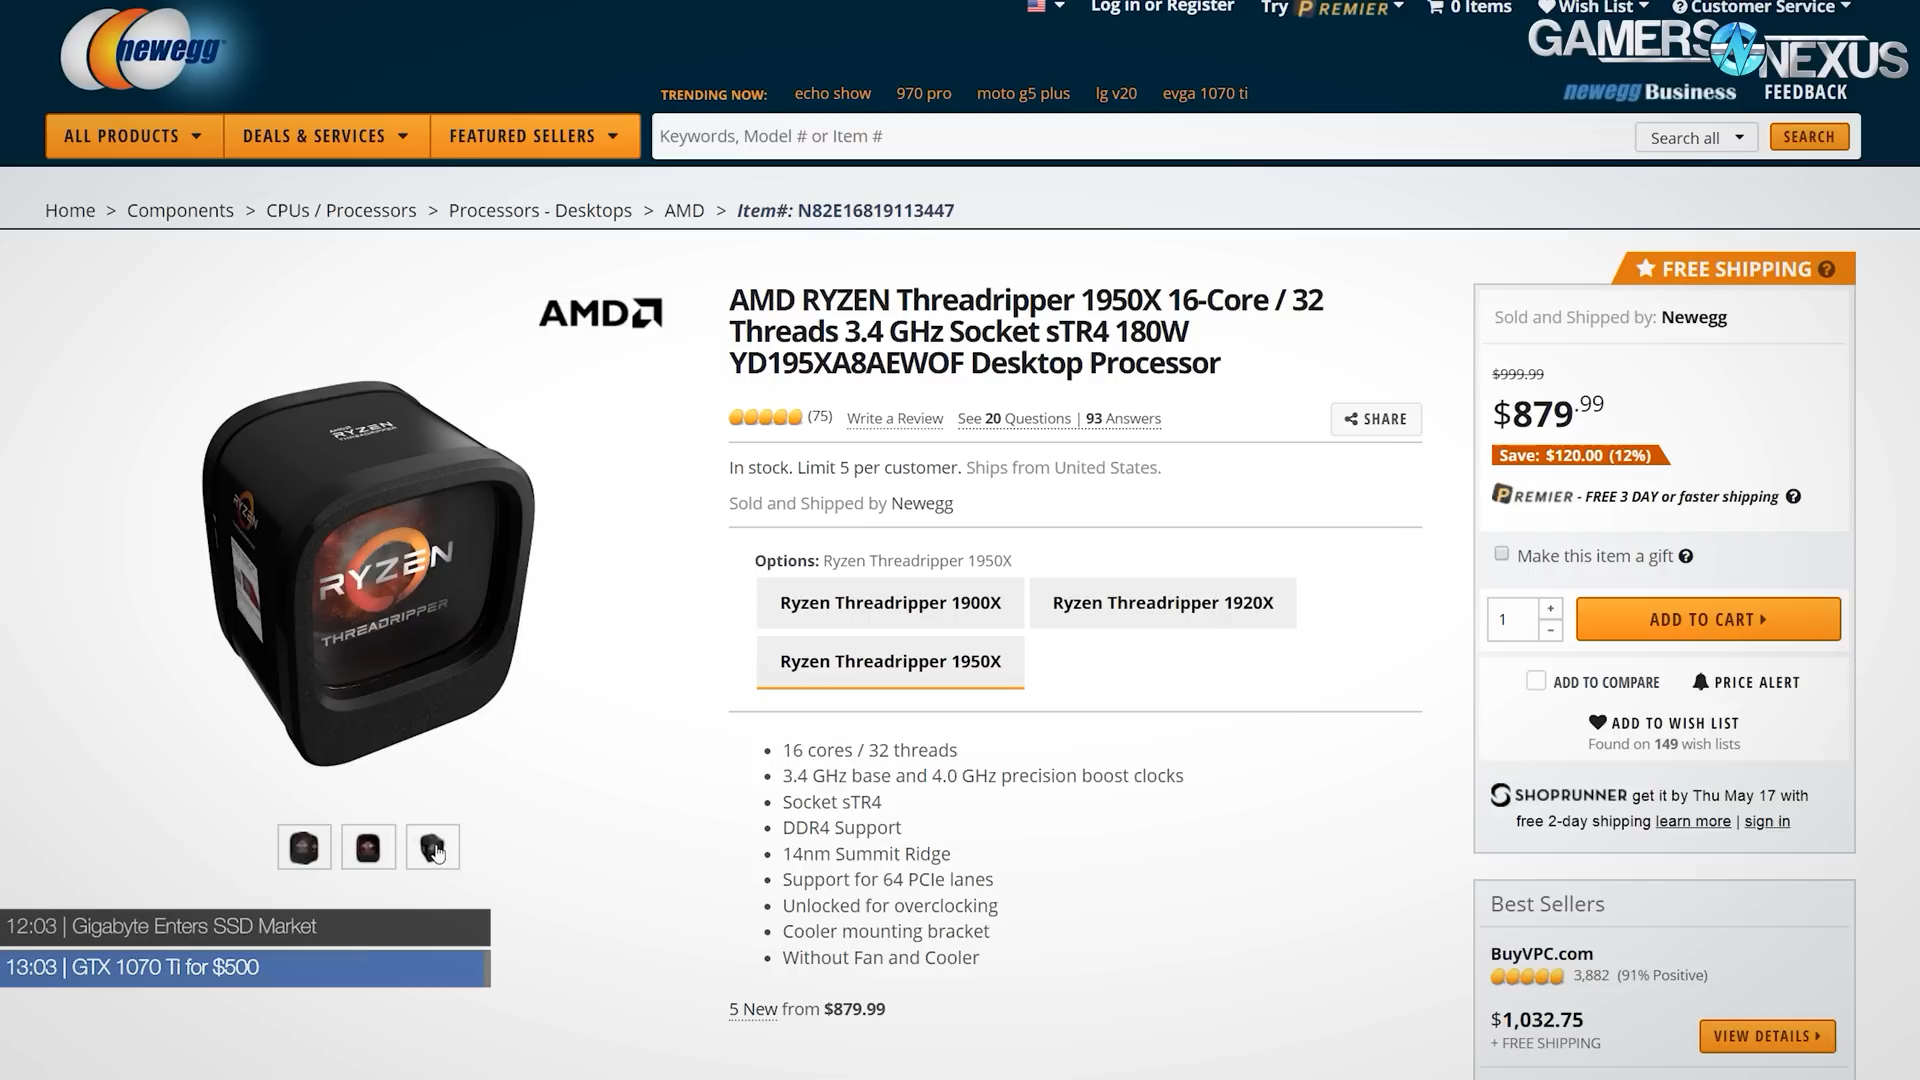 Log in or Register
Try PREMIER
0 Items
Wish List
Customer Service
newegg
GAMERS NEXUS
TRENDING NOW: echo show 970 pro moto g5 plus lg v20 evga 1070 ti
newegg Business FEEDBACK
ALL PRODUCTS DEALS & SERVICES FEATURED SELLERS
Keywords, Model # or Item #
Search all SEARCH
Home > Components > CPUs / Processors > Processors - Desktops > AMD > Item#: N82E16819113447
AMD
AMD RYZEN Threadripper 1950X 16-Core / 32
Threads 3.4 GHz Socket sTR4 180W
YD195XA8AEWOF Desktop Processor
(75) Write a Review See 20 Questions | 93 Answers
SHARE
In stock. Limit 5 per customer. Ships from United States.
Sold and Shipped by Newegg
Options: Ryzen Threadripper 1950X
Ryzen Threadripper 1900X
Ryzen Threadripper 1920X
Ryzen Threadripper 1950X
16 cores / 32 threads
3.4 GHz base and 4.0 GHz precision boost clocks
Socket sTR4
DDR4 Support
14nm Summit Ridge
Support for 64 PCIe lanes
Unlocked for overclocking
Cooler mounting bracket
Without Fan and Cooler
5 New from $879.99
AMD
RYZEN
THREADRIPPER
RYZEN
RYZEN
THREADRIPPER
12:03 | Gigabyte Enters SSD Market
13:03 | GTX 1070 Ti for $500
FREE SHIPPING
Sold and Shipped by: Newegg
$999.99
$879.99
Save: $120.00 (12%)
PREMIER - FREE 3 DAY or faster shipping
Make this item a gift
1 + -
ADD TO CART
ADD TO COMPARE
PRICE ALERT
ADD TO WISH LIST
Found on 149 wish lists
SHOPRUNNER get it by Thu May 17 with
free 2-day shipping learn more | sign in
Best Sellers
BuyVPC.com
3,882 (91% Positive)
$1,032.75
+ FREE SHIPPING
VIEW DETAILS